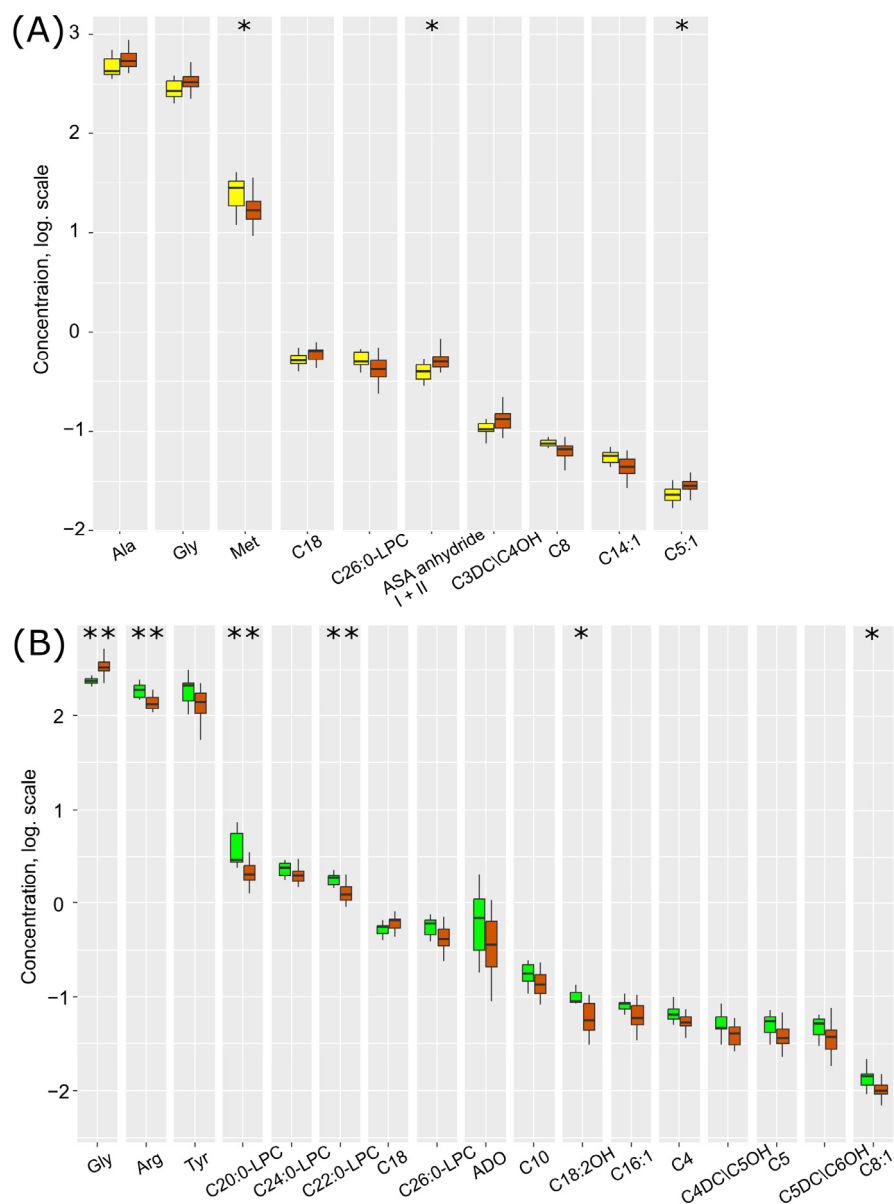 (A)
* * *
3
2
1
0
−1
−2
Concentraion, log. scale
Ala Gly Met C18 C26:0-LPC ASA anhydride I + II C3DC\C4OH C8 C14:1 C5:1
(B)
** ** ** ** * *
2
1
0
−1
−2
Concentration, log. scale
Gly Arg Tyr C20:0-LPC C24:0-LPC C22:0-LPC C18 C26:0-LPC ADO C10 C18:2OH C16:1 C4 C4DC\C5OH C5 C5DC\C6OH C8:1